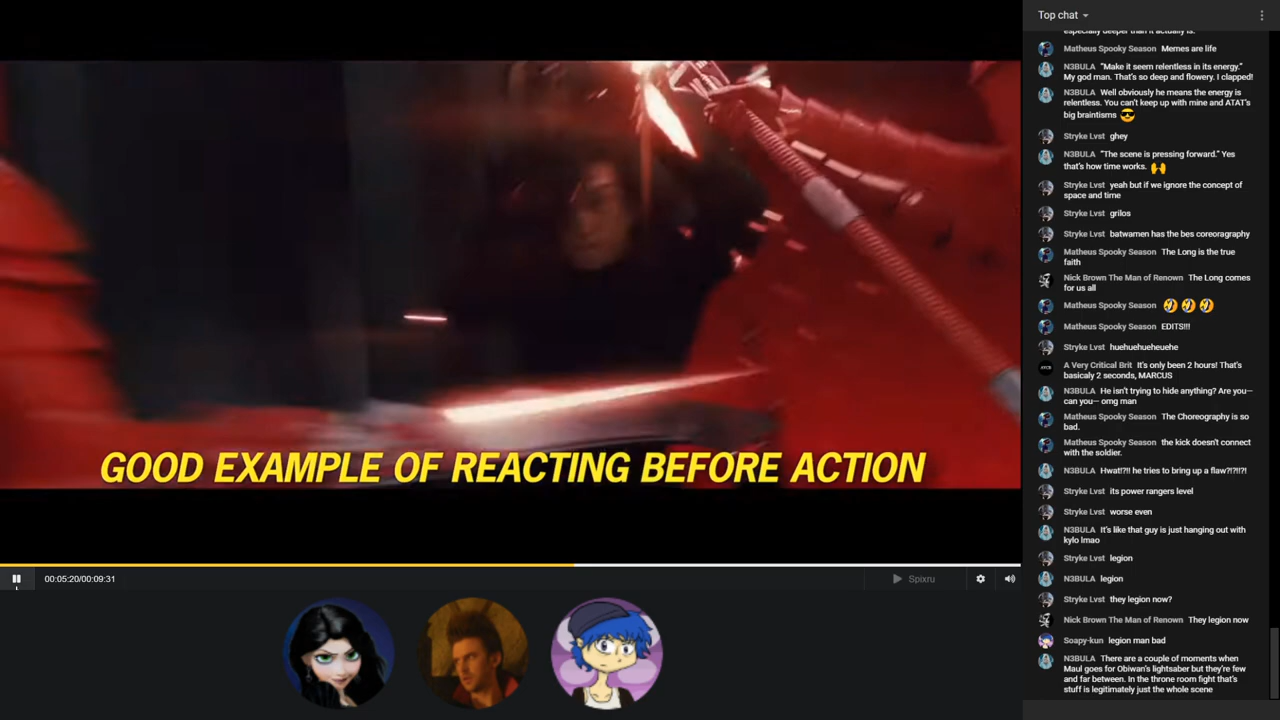 GOOD EXAMPLE OF REACTING BEFORE ACTION
00:05:20/00:09:31
Spixru
Top chat
especially deeper than it actually is.
Matheus Spooky Season Memes are life
N3BULA "Make it seem relentless in its energy."
My god man. That's so deep and flowery. I clapped!
N3BULA Well obviously he means the energy is
relentless. You can't keep up with mine and ATAT's
big braintisms 😎
Stryke Lvst ghey
N3BULA "The scene is pressing forward." Yes
that's how time works. 🙌
Stryke Lvst yeah but if we ignore the concept of
space and time
Stryke Lvst grilos
Stryke Lvst batwamen has the bes coreoragraphy
Matheus Spooky Season The Long is the true
faith
Nick Brown The Man of Renown The Long comes
for us all
Matheus Spooky Season 🤣 🤣 🤣
Matheus Spooky Season EDITS!!!
Stryke Lvst huehuehueheuehe
AVCB
A Very Critical Brit It's only been 2 hours! That's
basicaly 2 seconds, MARCUS
N3BULA He isn't trying to hide anything? Are you—
can you— omg man
Matheus Spooky Season The Choreography is so
bad.
Matheus Spooky Season the kick doesn't connect
with the soldier.
N3BULA Hwat!?!! he tries to bring up a flaw?!?!!?!
Stryke Lvst its power rangers level
Stryke Lvst worse even
N3BULA It's like that guy is just hanging out with
kylo lmao
Stryke Lvst legion
N3BULA legion
Stryke Lvst they legion now?
Nick Brown The Man of Renown They legion now
Soapy-kun legion man bad
N3BULA There are a couple of moments when
Maul goes for Obiwan's lightsaber but they're few
and far between. In the throne room fight that's
stuff is legitimately just the whole scene